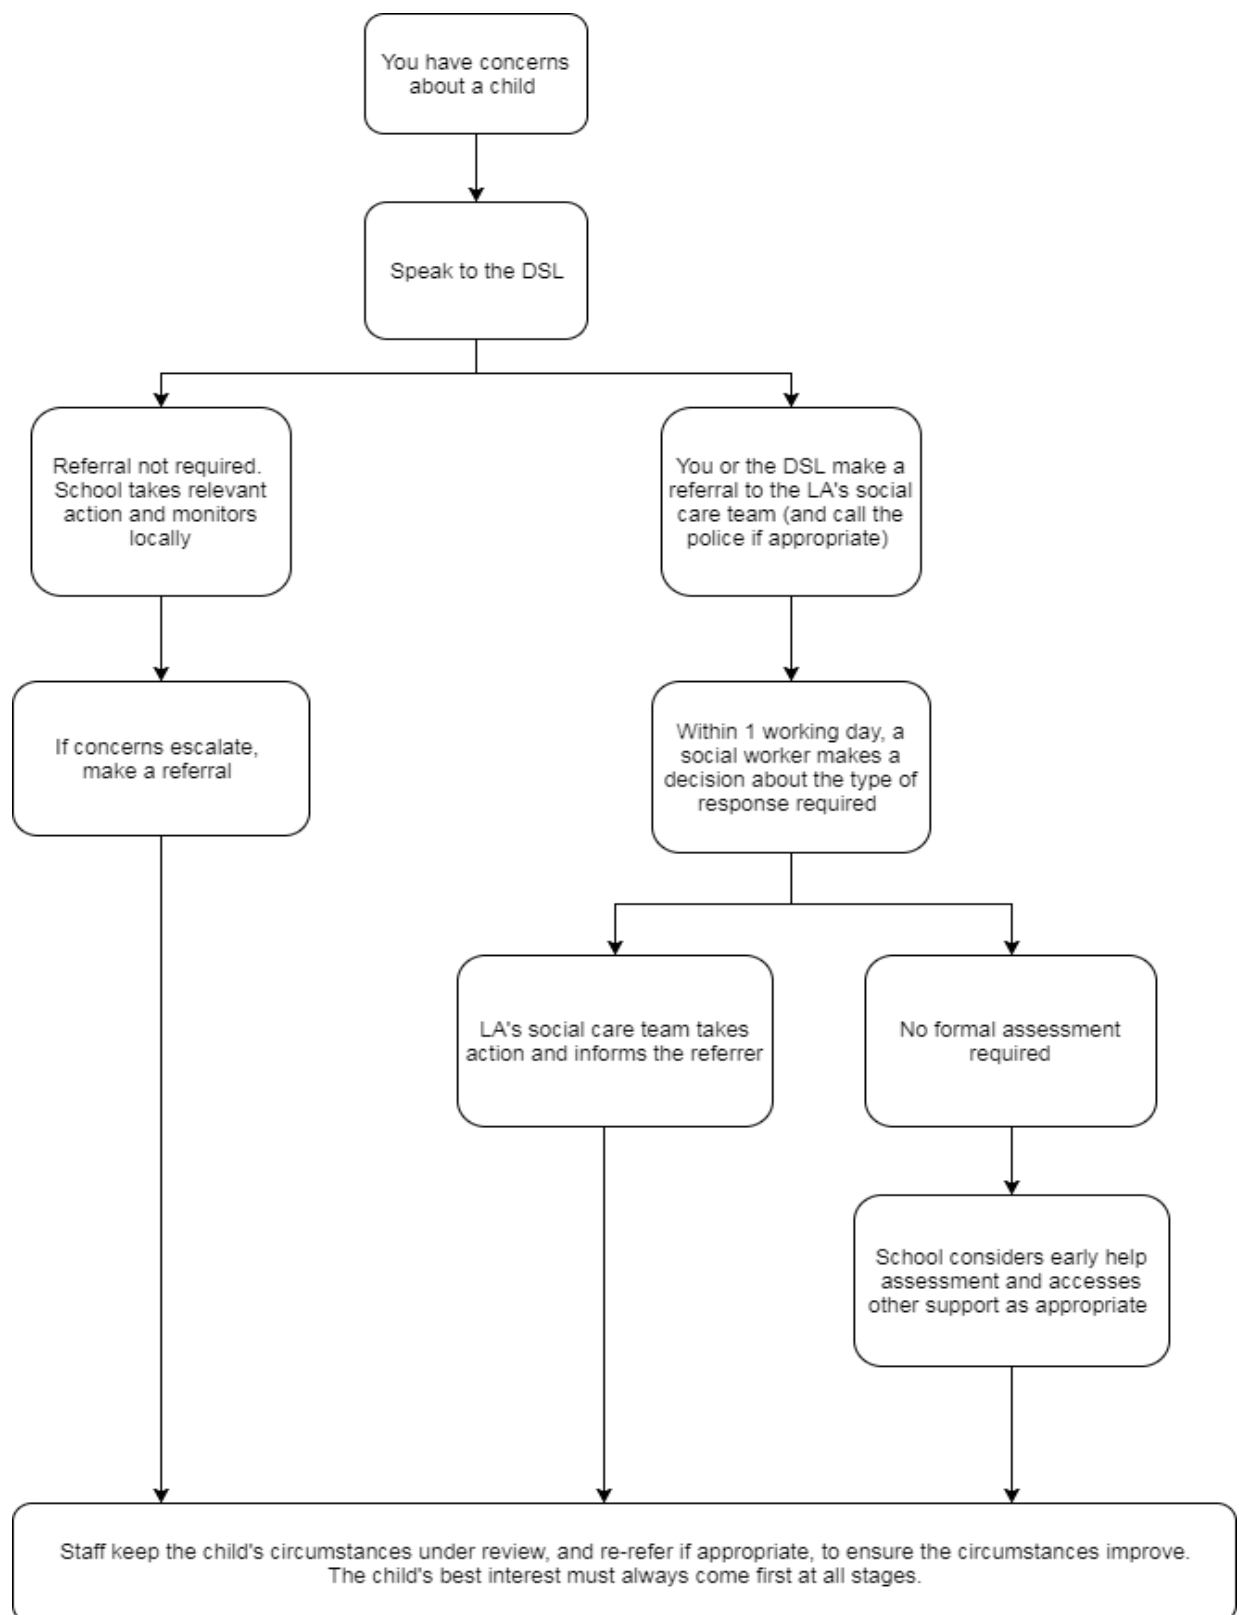 You have concerns
about a child
Speak to the DSL
Referral not required.
School takes relevant
action and monitors
locally
You or the DSL make a
referral to the LA's social
care team (and call the
police if appropriate)
If concerns escalate,
make a referral
Within 1 working day, a
social worker makes a
decision about the type of
response required
LA's social care team takes
action and informs the referrer
No formal assessment
required
School considers early help
assessment and accesses
other support as appropriate
Staff keep the child's circumstances under review, and re-refer if appropriate, to ensure the circumstances improve.
The child's best interest must always come first at all stages.